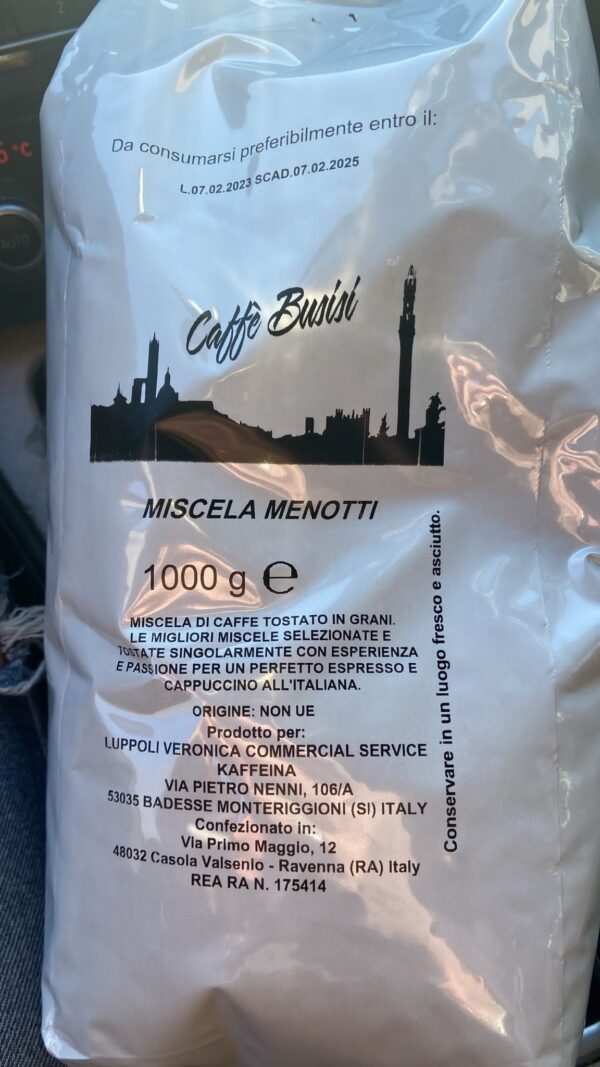 Da consumarsi preferibilmente entro il:
L.07.02.2023 SCAD.07.02.2025
Caffè Busisi
MISCELA MENOTTI
1000 g ℮
MISCELA DI CAFFE TOSTATO IN GRANI.
LE MIGLIORI MISCELE SELEZIONATE E
TOSTATE SINGOLARMENTE CON ESPERIENZA
E PASSIONE PER UN PERFETTO ESPRESSO E
CAPPUCCINO ALL'ITALIANA.
ORIGINE: NON UE
Prodotto per:
LUPPOLI VERONICA COMMERCIAL SERVICE
KAFFEINA
VIA PIETRO NENNI, 106/A
53035 BADESSE MONTERIGGIONI (SI) ITALY
Confezionato in:
Via Primo Maggio, 12
48032 Casola Valsenio - Ravenna (RA) Italy
REA RA N. 175414
Conservare in un luogo fresco e asciutto.
AUTO